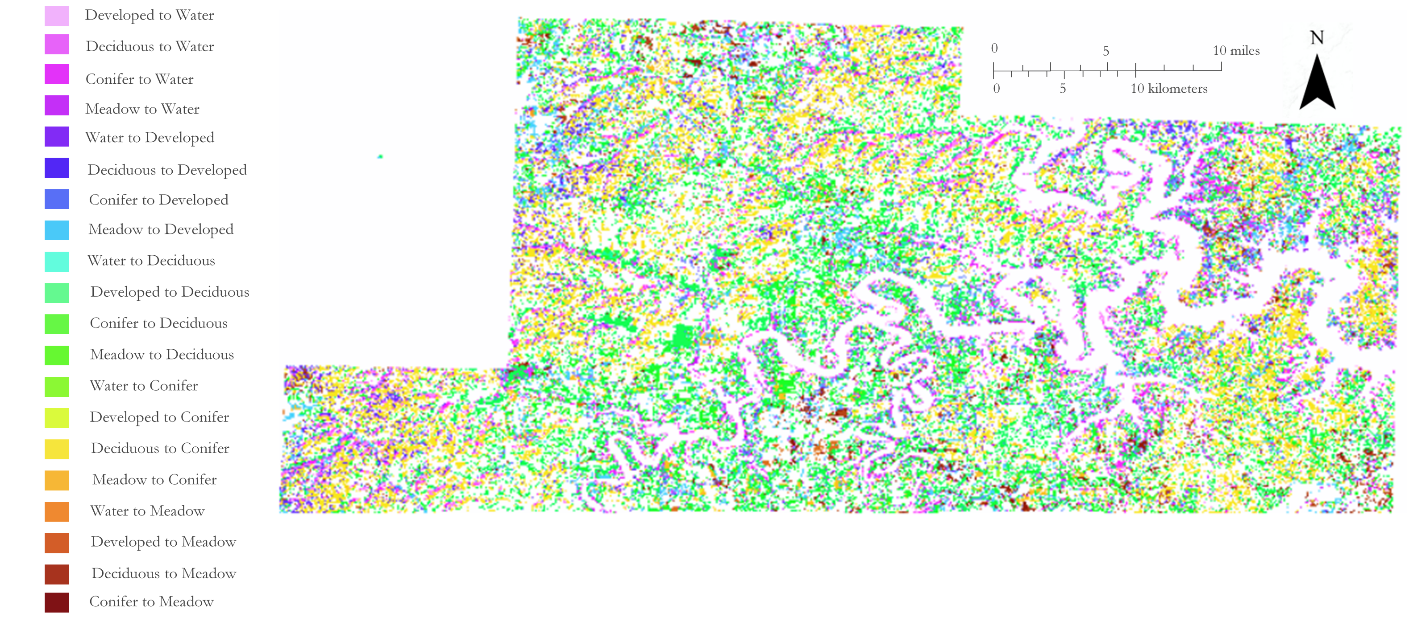 Developed to Water
Deciduous to Water
Conifer to Water
Meadow to Water
Water to Developed
Deciduous to Developed
Conifer to Developed
Meadow to Developed
Water to Deciduous
Developed to Deciduous
Conifer to Deciduous
Meadow to Deciduous
Water to Conifer
Developed to Conifer
Deciduous to Conifer
Meadow to Conifer
Water to Meadow
Developed to Meadow
Deciduous to Meadow
Conifer to Meadow
0 5 10 miles
0 5 10 kilometers
N